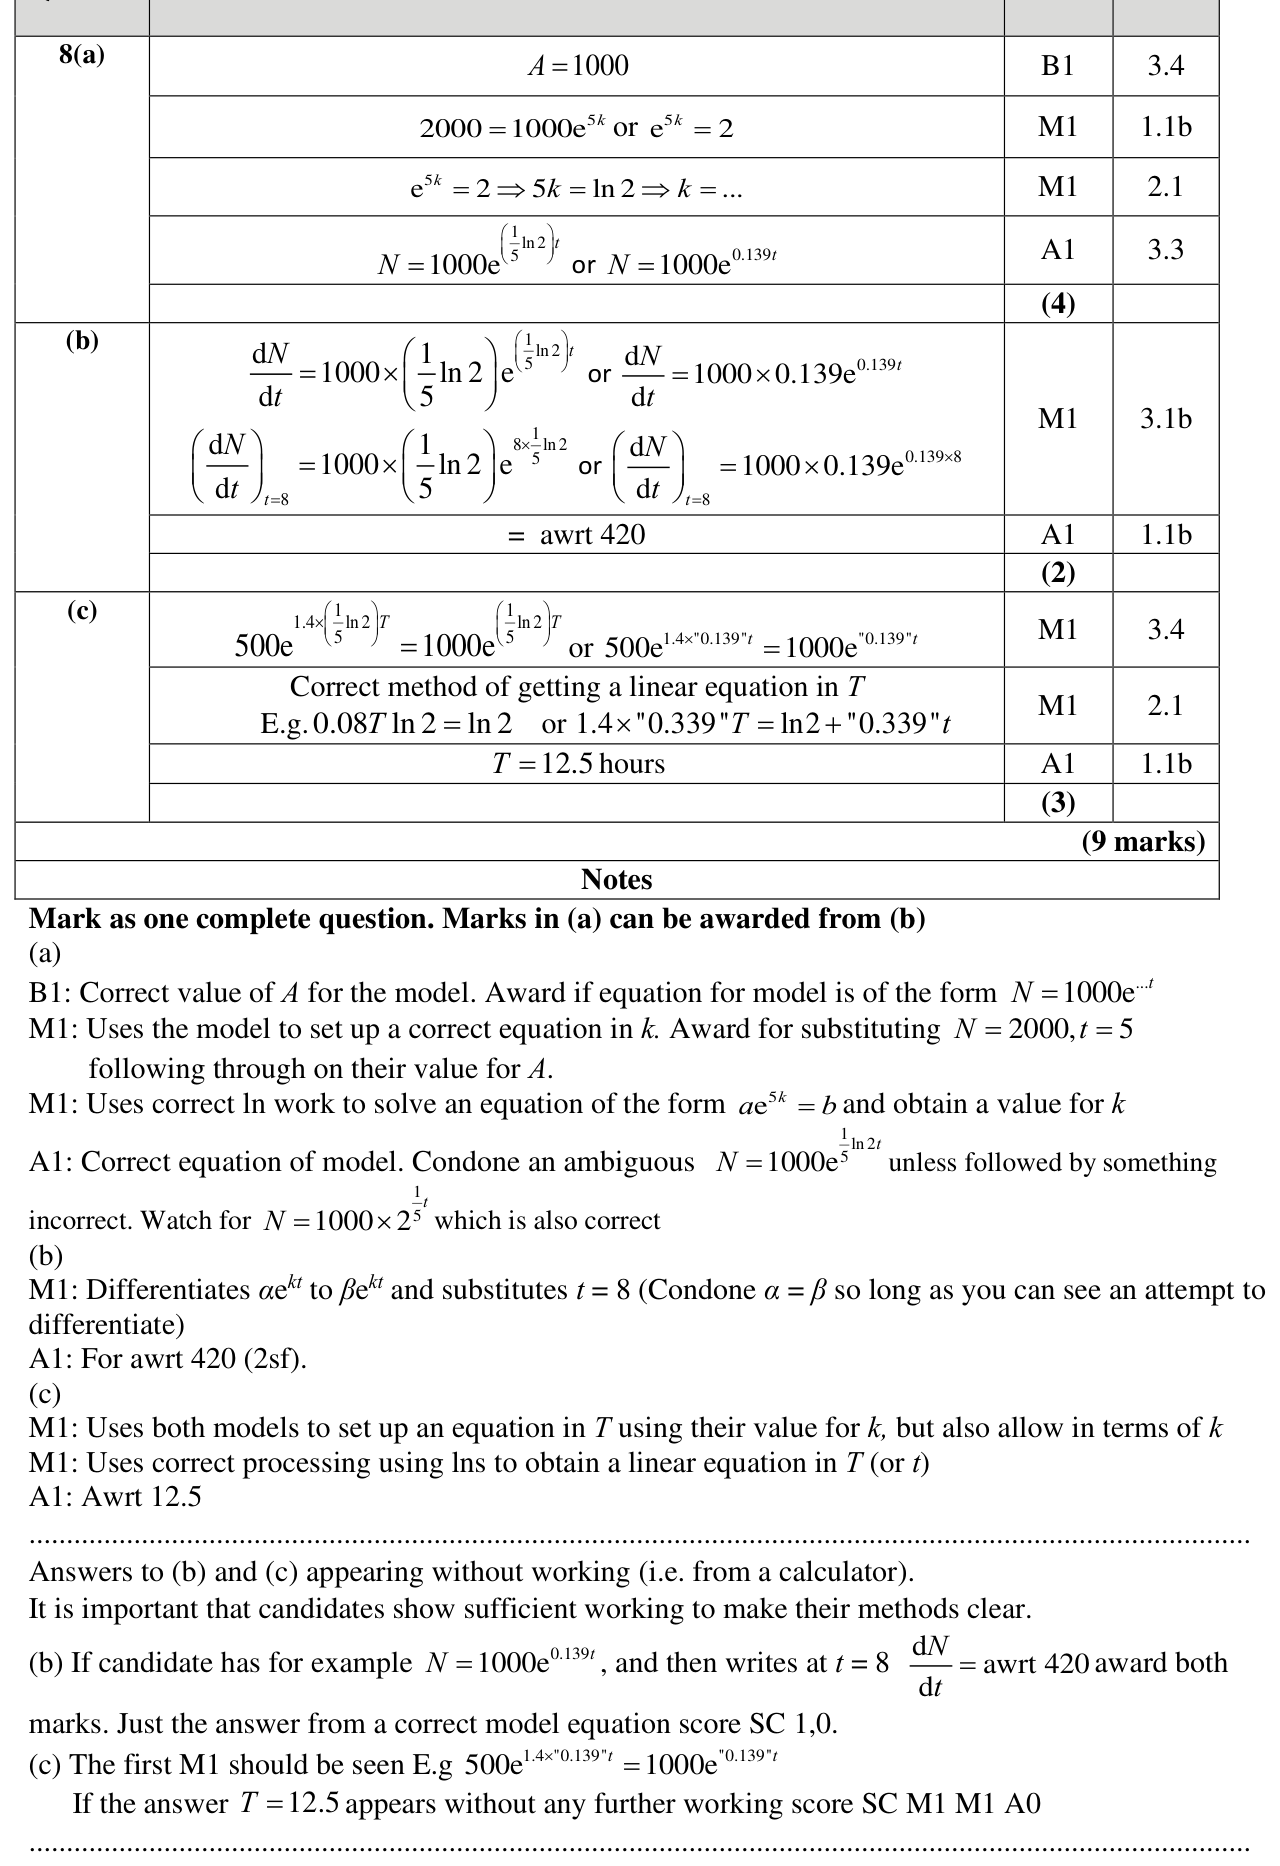 8(a) A = 1000 B1 3.4
2000 = 1000e^{5k} or e^{5k} = 2 M1 1.1b
e^{5k} = 2 ⇒ 5k = ln 2 ⇒ k = ... M1 2.1
N = 1000e^{(1/5 ln 2)t} or N = 1000e^{0.139t} A1 3.3
(4)
(b) dN/dt = 1000 × (1/5 ln 2) e^{(1/5 ln 2)t} or dN/dt = 1000 × 0.139e^{0.139t} M1 3.1b
(dN/dt)_{t=8} = 1000 × (1/5 ln 2) e^{8×1/5 ln 2} or (dN/dt)_{t=8} = 1000 × 0.139e^{0.139×8}
= awrt 420 A1 1.1b
(2)
(c) 500e^{1.4×(1/5 ln 2)T} = 1000e^{(1/5 ln 2)T} or 500e^{1.4×"0.139"t} = 1000e^{"0.139"t} M1 3.4
Correct method of getting a linear equation in T M1 2.1
E.g. 0.08T ln 2 = ln 2 or 1.4 × "0.339"T = ln2 + "0.339"t
T = 12.5 hours A1 1.1b
(3)
(9 marks)
Notes
Mark as one complete question. Marks in (a) can be awarded from (b)
(a)
B1: Correct value of A for the model. Award if equation for model is of the form N = 1000e^{...t}
M1: Uses the model to set up a correct equation in k. Award for substituting N = 2000, t = 5
following through on their value for A.
M1: Uses correct ln work to solve an equation of the form ae^{5k} = b and obtain a value for k
A1: Correct equation of model. Condone an ambiguous N = 1000e^{1/5 ln 2t} unless followed by something
incorrect. Watch for N = 1000 × 2^{1/5 t} which is also correct
(b)
M1: Differentiates αe^{kt} to βe^{kt} and substitutes t = 8 (Condone α = β so long as you can see an attempt to
differentiate)
A1: For awrt 420 (2sf).
(c)
M1: Uses both models to set up an equation in T using their value for k, but also allow in terms of k
M1: Uses correct processing using lns to obtain a linear equation in T (or t)
A1: Awrt 12.5
Answers to (b) and (c) appearing without working (i.e. from a calculator).
It is important that candidates show sufficient working to make their methods clear.
(b) If candidate has for example N = 1000e^{0.139t}, and then writes at t = 8 dN/dt = awrt 420 award both
marks. Just the answer from a correct model equation score SC 1,0.
(c) The first M1 should be seen E.g 500e^{1.4×"0.139"t} = 1000e^{"0.139"t}
If the answer T = 12.5 appears without any further working score SC M1 M1 A0